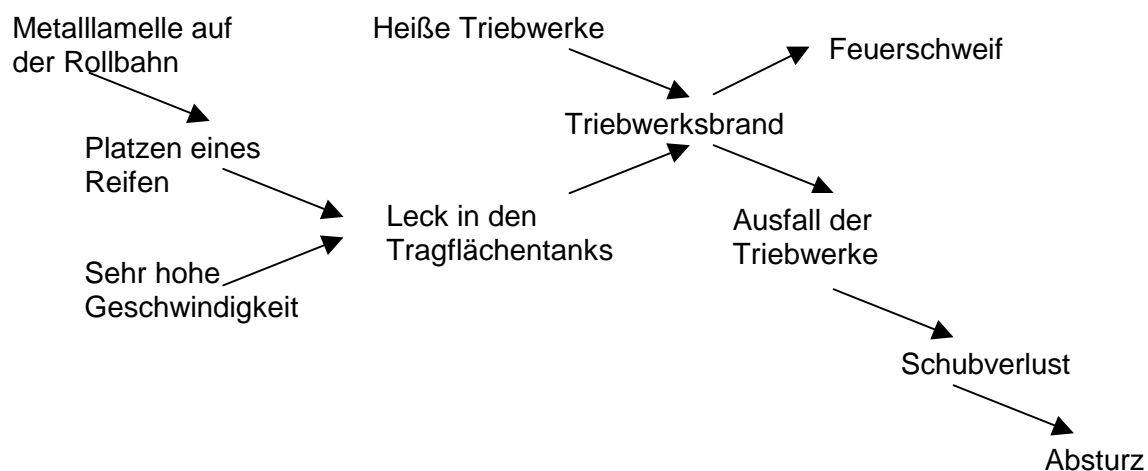 Metalllamelle auf
der Rollbahn
Heiße Triebwerke
Feuerschweif
Triebwerksbrand
Platzen eines
Reifen
Leck in den
Tragflächentanks
Ausfall der
Triebwerke
Sehr hohe
Geschwindigkeit
Schubverlust
Absturz